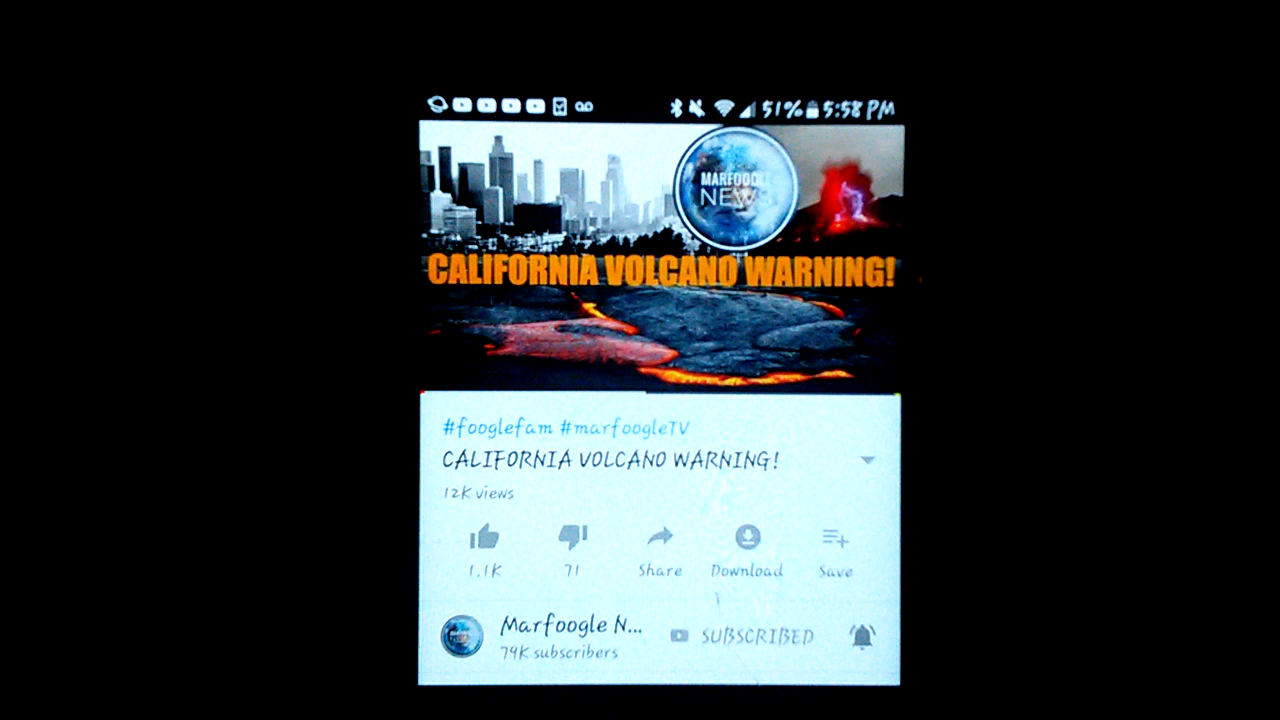 51% 5:58 PM
MARFOOGLE
NEWS
CALIFORNIA VOLCANO WARNING!
#fooglefam #marfoogleTV
CALIFORNIA VOLCANO WARNING!
12K views
1.1K 71 Share Download Save
Marfoogle N... SUBSCRIBED
79K subscribers